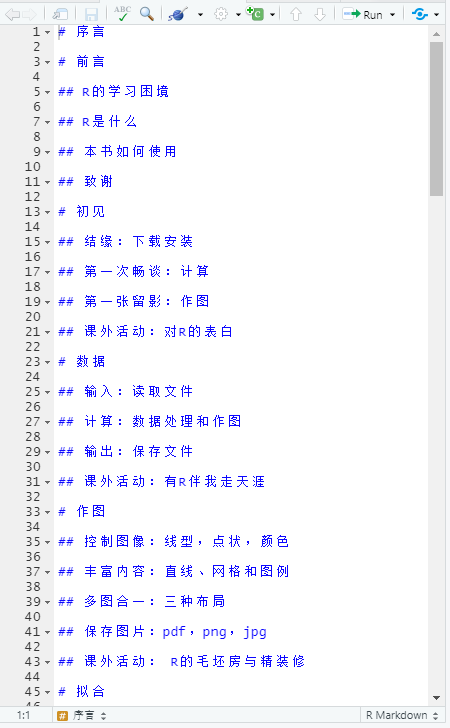 ABC
Run
1 # 序言
2
3 # 前言
4
5 ## R的学习困境
6
7 ## R是什么
8
9 ## 本书如何使用
10
11 ## 致谢
12
13 # 初见
14
15 ## 结缘：下载安装
16
17 ## 第一次畅谈：计算
18
19 ## 第一张留影：作图
20
21 ## 课外活动：对R的表白
22
23 # 数据
24
25 ## 输入：读取文件
26
27 ## 计算：数据处理和作图
28
29 ## 输出：保存文件
30
31 ## 课外活动：有R伴我走天涯
32
33 # 作图
34
35 ## 控制图像：线型，点状，颜色
36
37 ## 丰富内容：直线、网格和图例
38
39 ## 多图合一：三种布局
40
41 ## 保存图片：pdf，png，jpg
42
43 ## 课外活动： R的毛坯房与精装修
44
45 # 拟合
46
1:1 # 序言 R Markdown